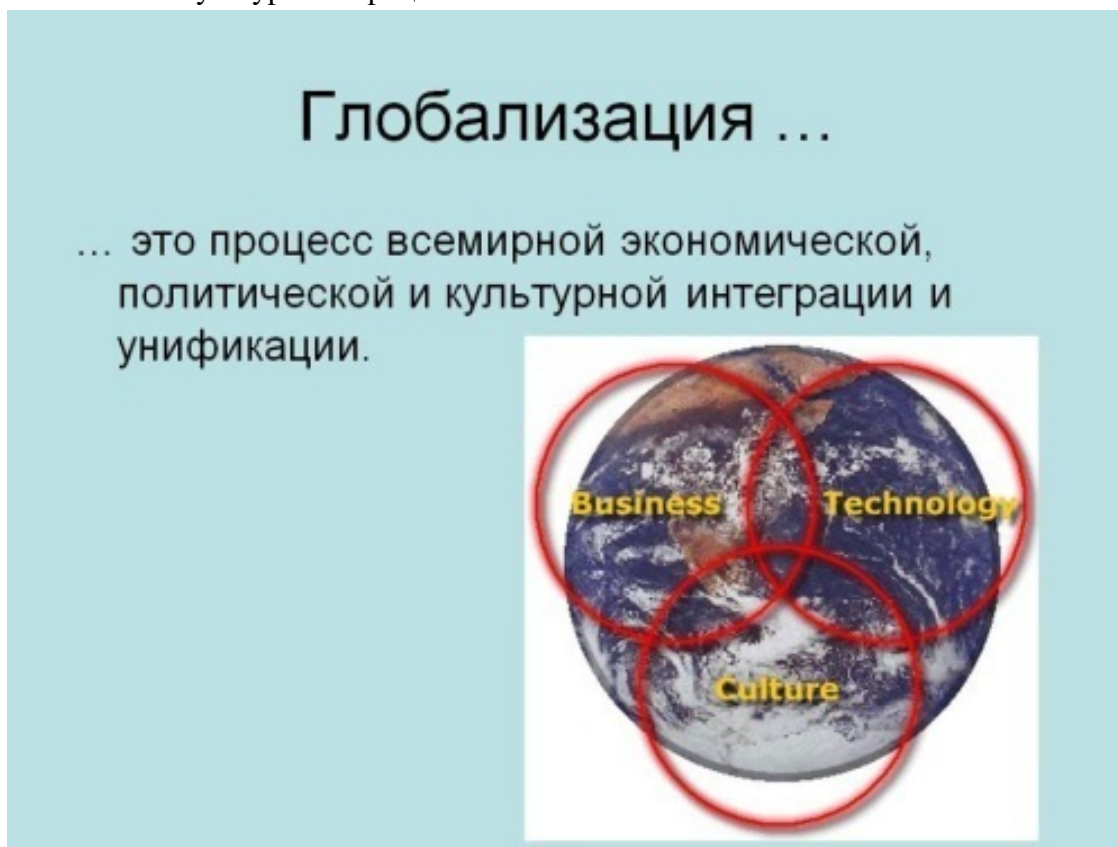 Глобализация ...
... это процесс всемирной экономической,
политической и культурной интеграции и
унификации.
Business
Technology
Culture